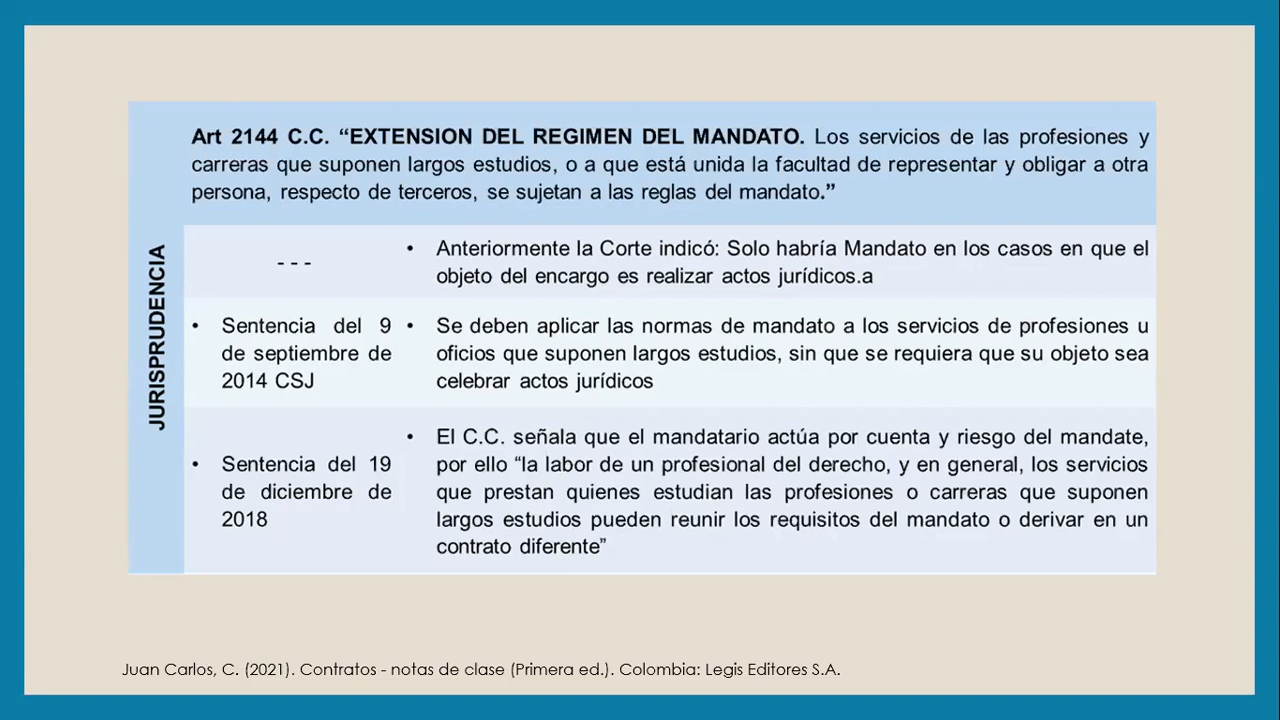 Art 2144 C.C. “EXTENSION DEL REGIMEN DEL MANDATO. Los servicios de las profesiones y
carreras que suponen largos estudios, o a que está unida la facultad de representar y obligar a otra
persona, respecto de terceros, se sujetan a las reglas del mandato.”
JURISPRUDENCIA
- - -
• Anteriormente la Corte indicó: Solo habría Mandato en los casos en que el
objeto del encargo es realizar actos jurídicos.a
• Sentencia del 9
de septiembre de
2014 CSJ
• Se deben aplicar las normas de mandato a los servicios de profesiones u
oficios que suponen largos estudios, sin que se requiera que su objeto sea
celebrar actos jurídicos
• Sentencia del 19
de diciembre de
2018
• El C.C. señala que el mandatario actúa por cuenta y riesgo del mandate,
por ello “la labor de un profesional del derecho, y en general, los servicios
que prestan quienes estudian las profesiones o carreras que suponen
largos estudios pueden reunir los requisitos del mandato o derivar en un
contrato diferente”
Juan Carlos, C. (2021). Contratos - notas de clase (Primera ed.). Colombia: Legis Editores S.A.